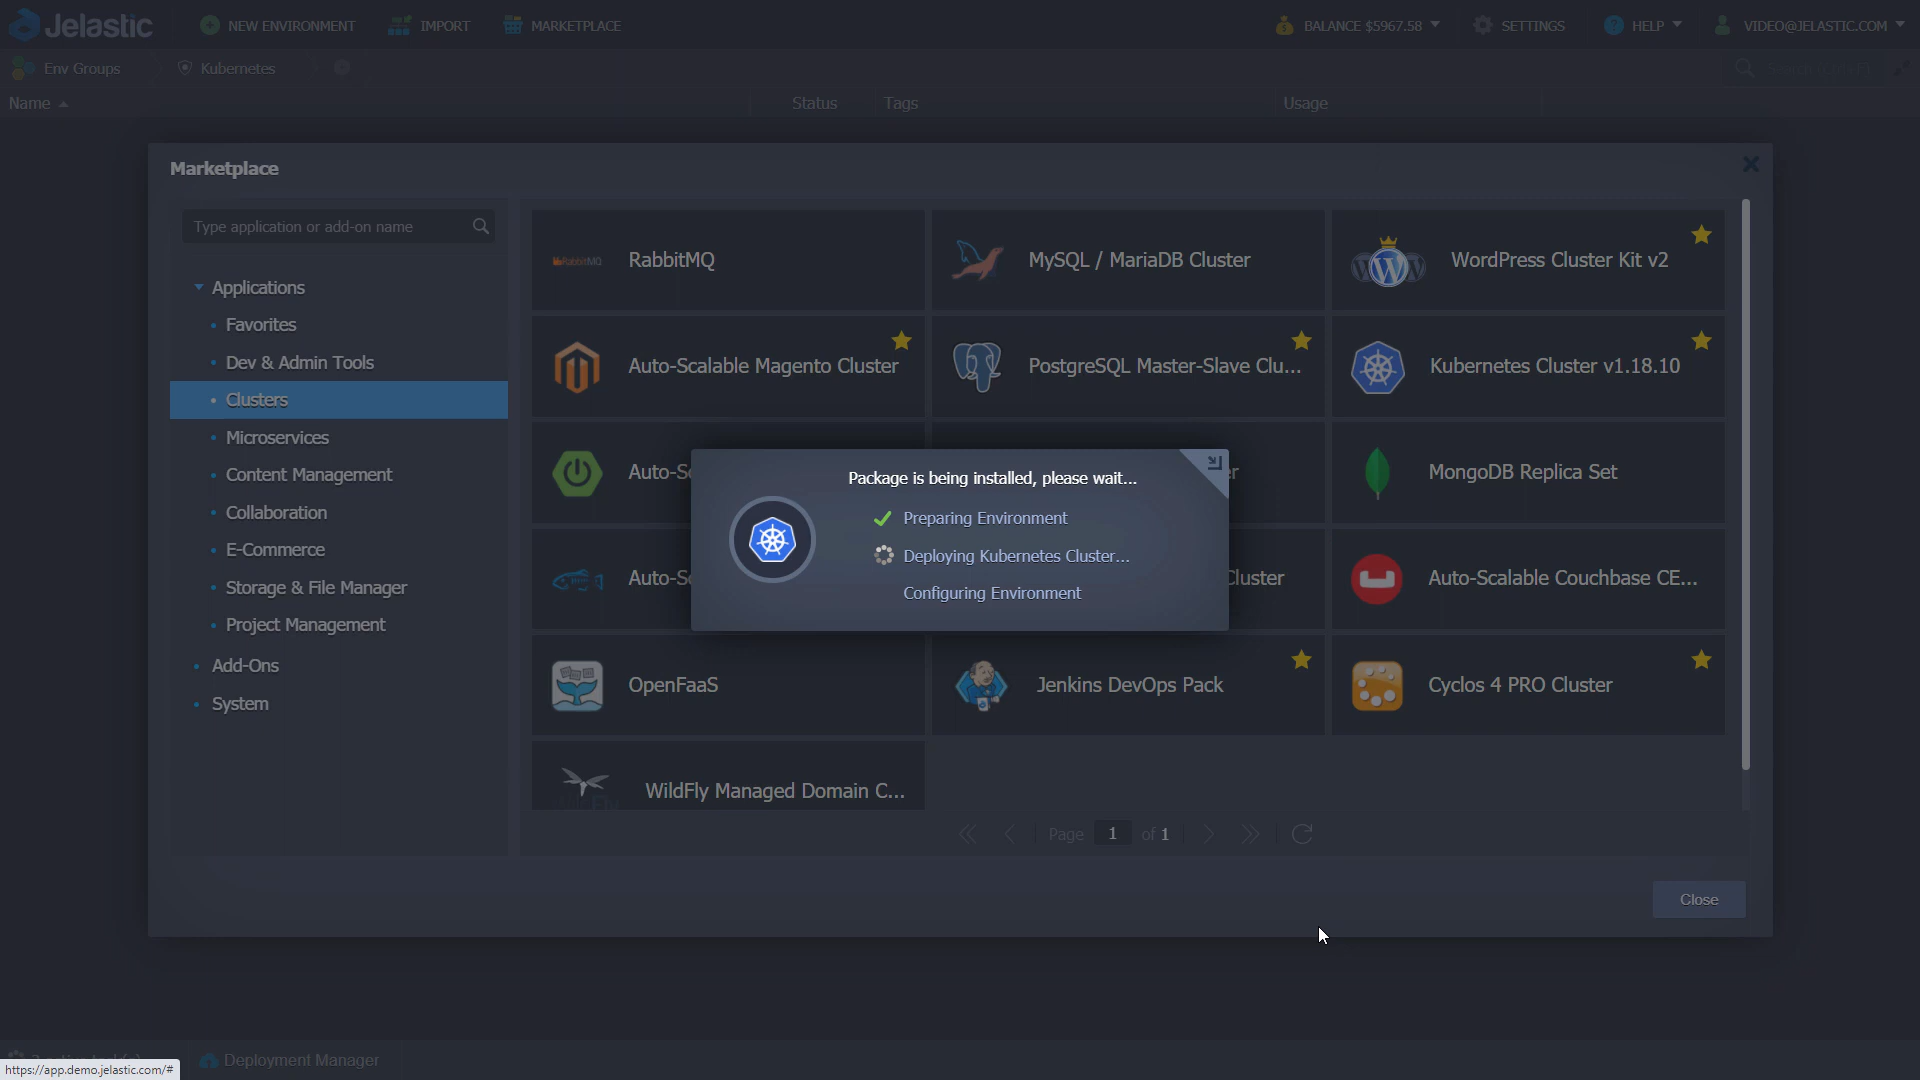 Jelastic
NEW ENVIRONMENT
IMPORT
MARKETPLACE
BALANCE $5967.58
SETTINGS
HELP
VIDEO@JELASTIC.COM
Env Groups
Kubernetes
Name
Status
Tags
Usage
Marketplace
Type application or add-on name
Applications
Favorites
Dev & Admin Tools
Clusters
Microservices
Content Management
Collaboration
E-Commerce
Storage & File Manager
Project Management
Add-Ons
System
RabbitMQ
RabbitMQ
MySQL / MariaDB Cluster
WordPress Cluster Kit v2
Auto-Scalable Magento Cluster
PostgreSQL Master-Slave Clu...
Kubernetes Cluster v1.18.10
MongoDB Replica Set
Cluster
Auto-Scalable Couchbase CE...
OpenFaaS
Jenkins DevOps Pack
Cyclos 4 PRO Cluster
WildFly Managed Domain C...
Package is being installed, please wait...
Preparing Environment
Deploying Kubernetes Cluster...
Configuring Environment
Page 1 of 1
Close
Deployment Manager
https://app.demo.jelastic.com/#